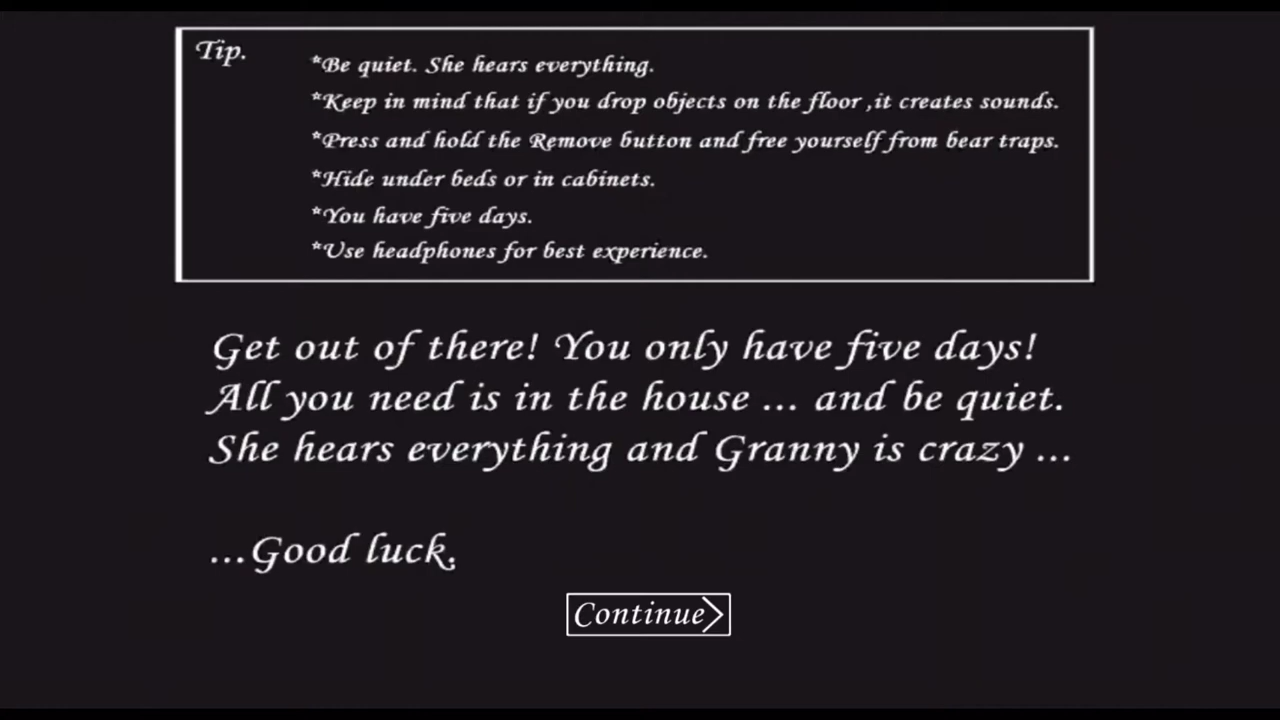 Tip.
*Be quiet. She hears everything.
*Keep in mind that if you drop objects on the floor ,it creates sounds.
*Press and hold the Remove button and free yourself from bear traps.
*Hide under beds or in cabinets.
*You have five days.
*Use headphones for best experience.
Get out of there! You only have five days!
All you need is in the house ... and be quiet.
She hears everything and Granny is crazy ...
...Good luck.
Continue>